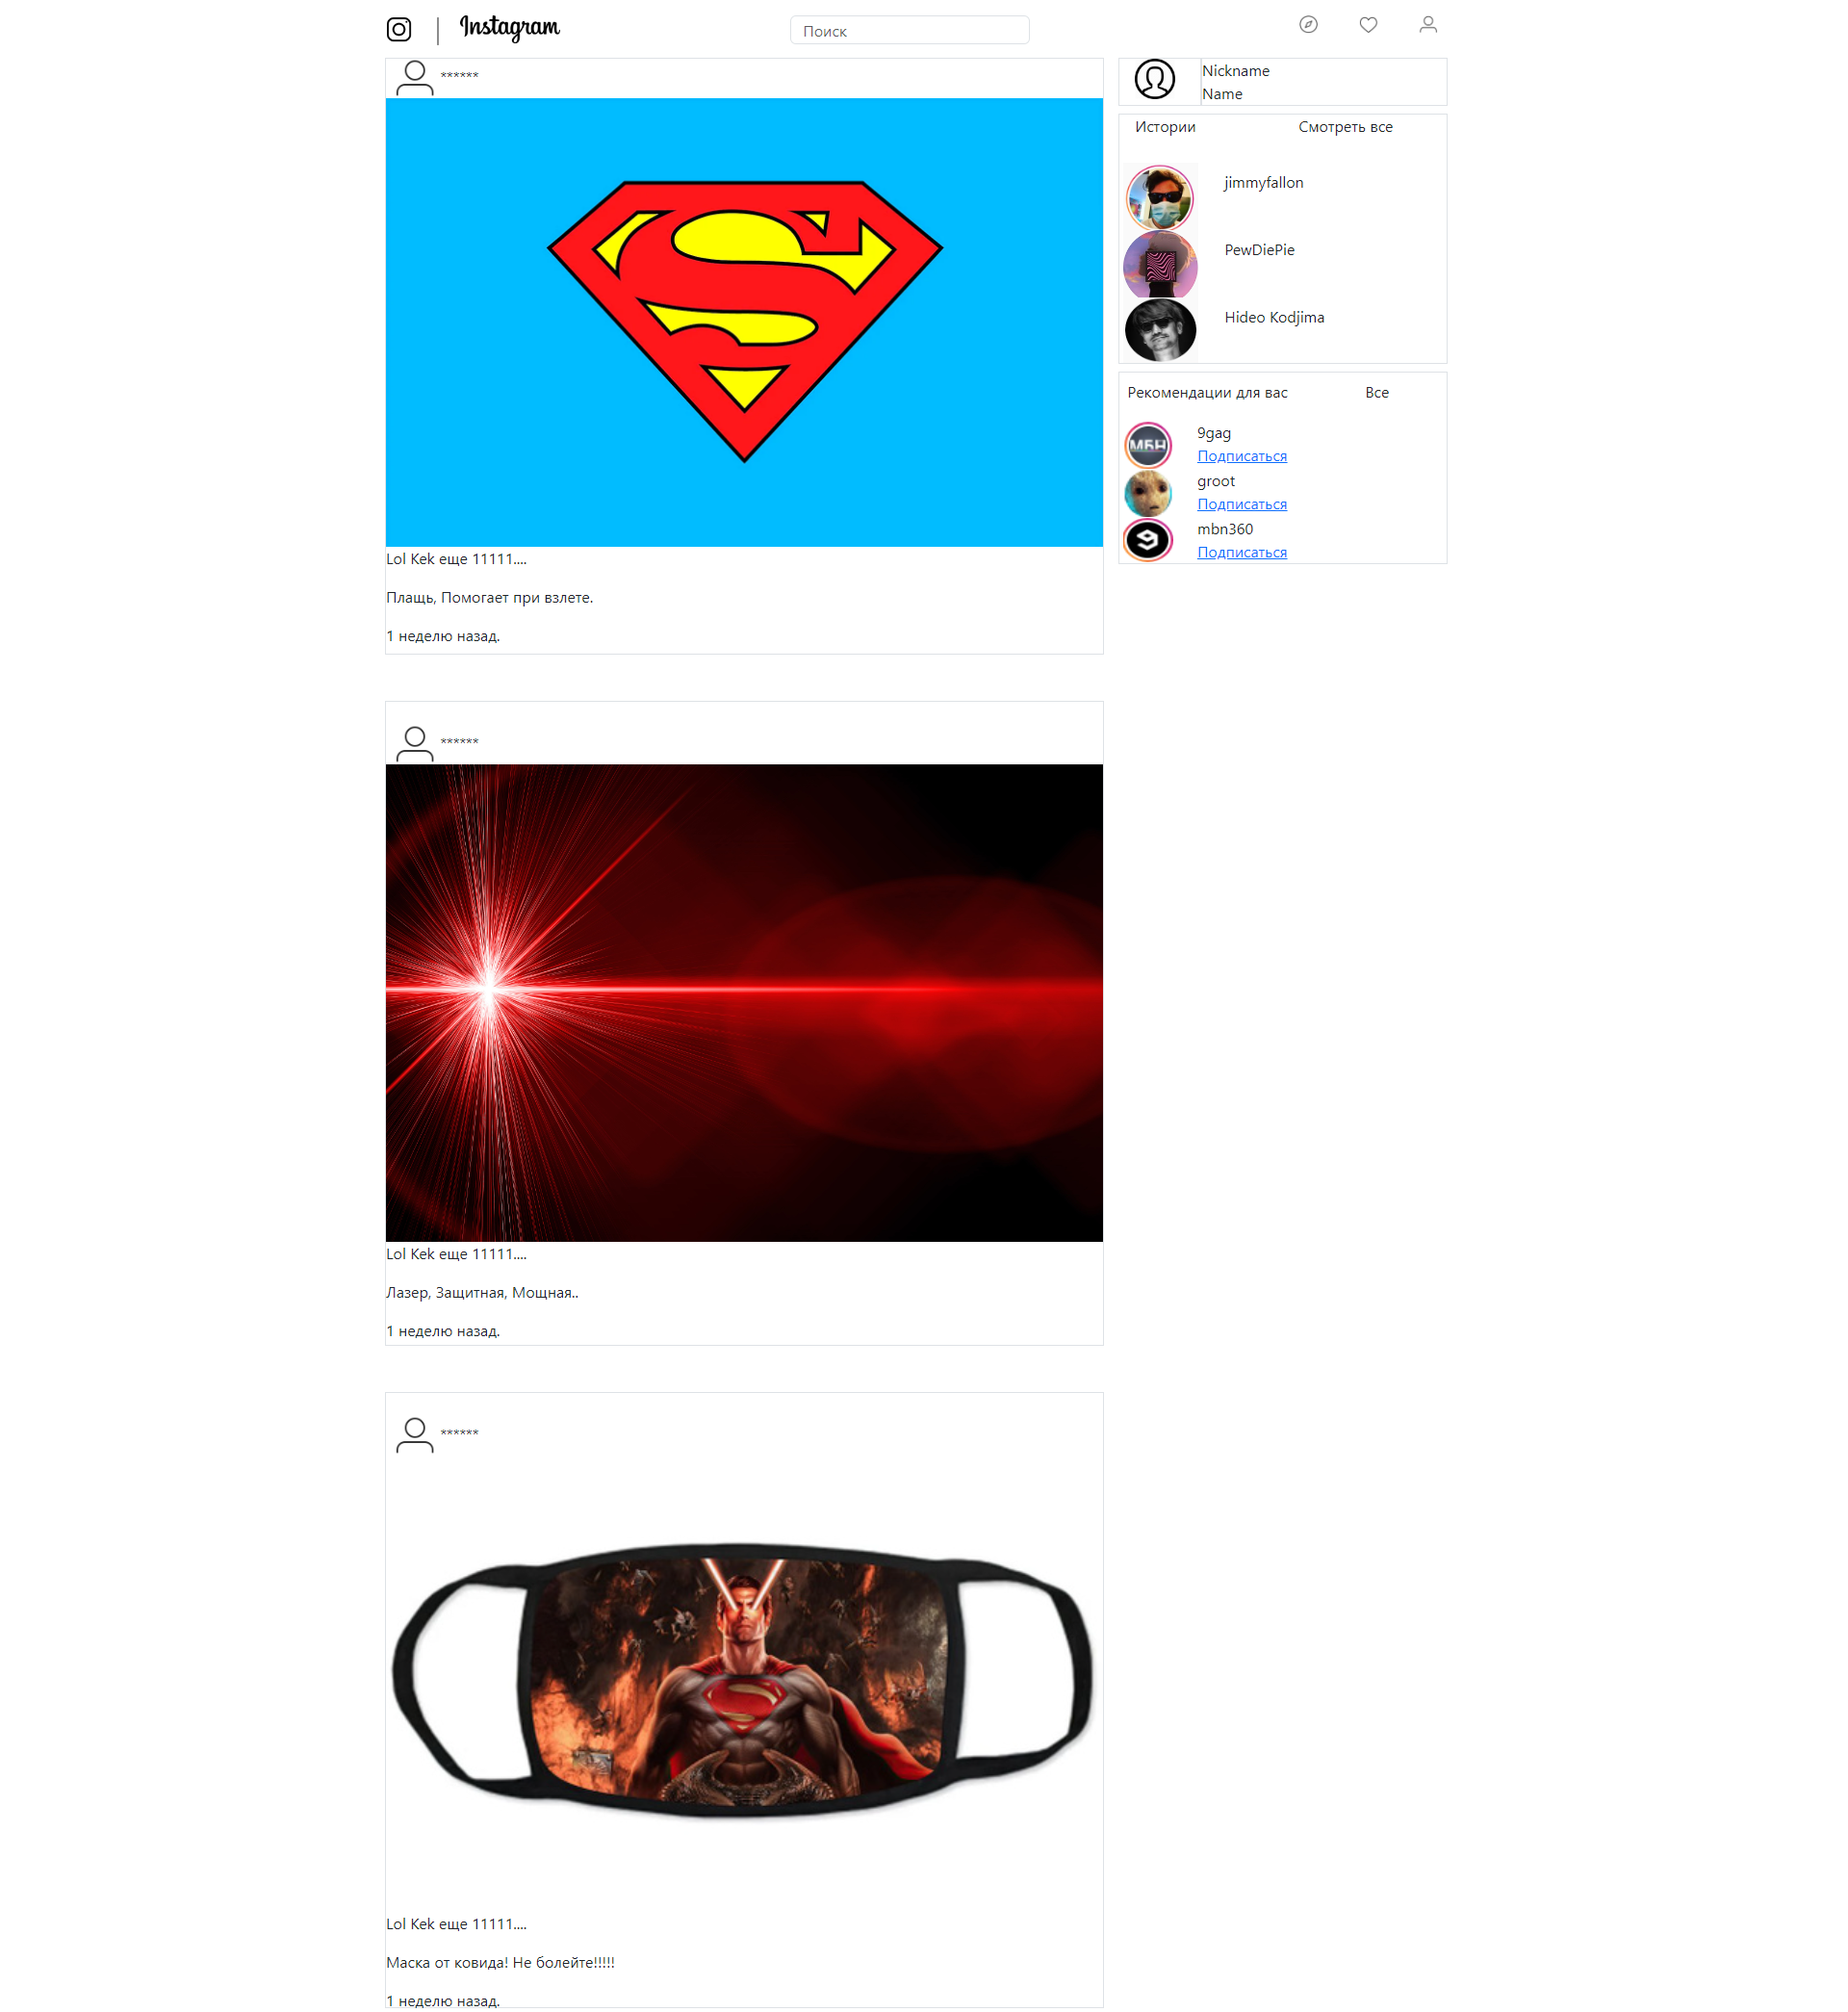 Instagram
Поиск
******
Lol Kek еще 11111....
Плащь, Помогает при взлете.
1 неделю назад.
******
Lol Kek еще 11111....
Лазер, Защитная, Мощная..
1 неделю назад.
******
Lol Kek еще 11111....
Маска от ковида! Не болейте!!!!!
1 неделю назад.
Nickname
Name
Истории Смотреть все
jimmyfallon
PewDiePie
Hideo Kodjima
Рекомендации для вас Все
МБН
9gag
Подписаться
groot
Подписаться
mbn360
Подписаться